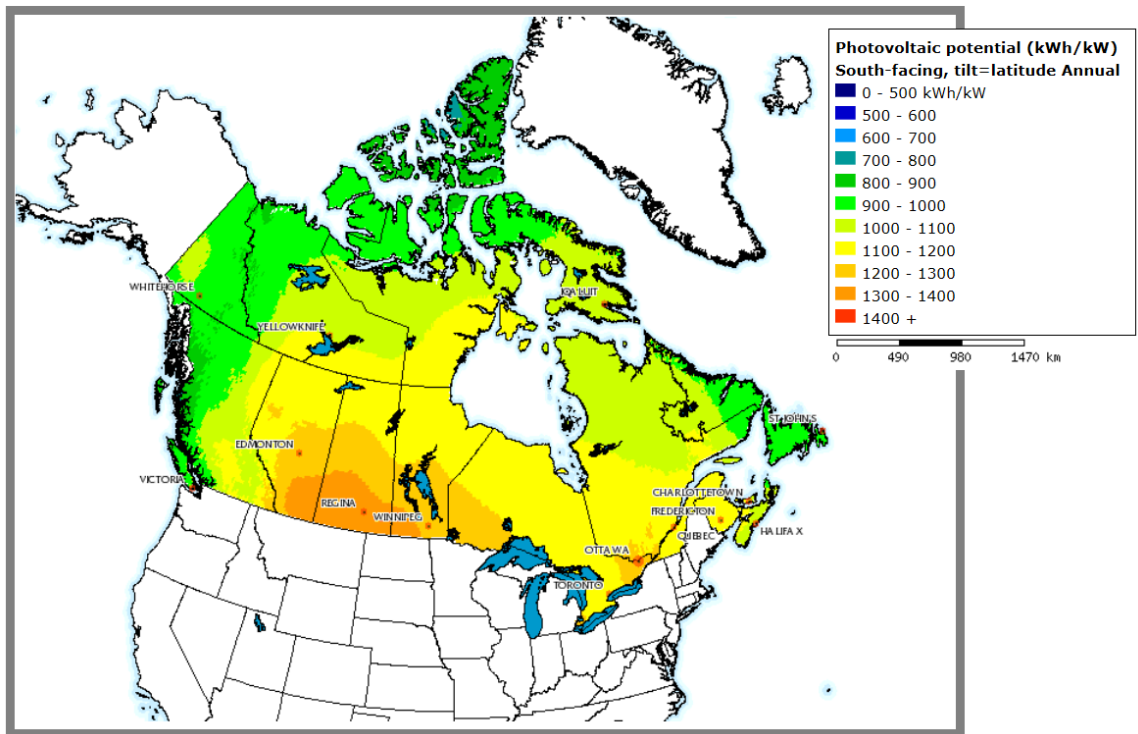 Photovoltaic potential (kWh/kW)
South-facing, tilt=latitude Annual
0 - 500 kWh/kW
500 - 600
600 - 700
700 - 800
800 - 900
900 - 1000
1000 - 1100
1100 - 1200
1200 - 1300
1300 - 1400
1400 +
0 490 980 1470 km
WHITEHORSE
IQALUIT
YELLOWKNIFE
ST JOHN'S
EDMONTON
VICTORIA
CHARLOTTETOWN
REGINA
FREDERICTON
WINNIPEG
HALIFAX
QUEBEC
OTTAWA
TORONTO